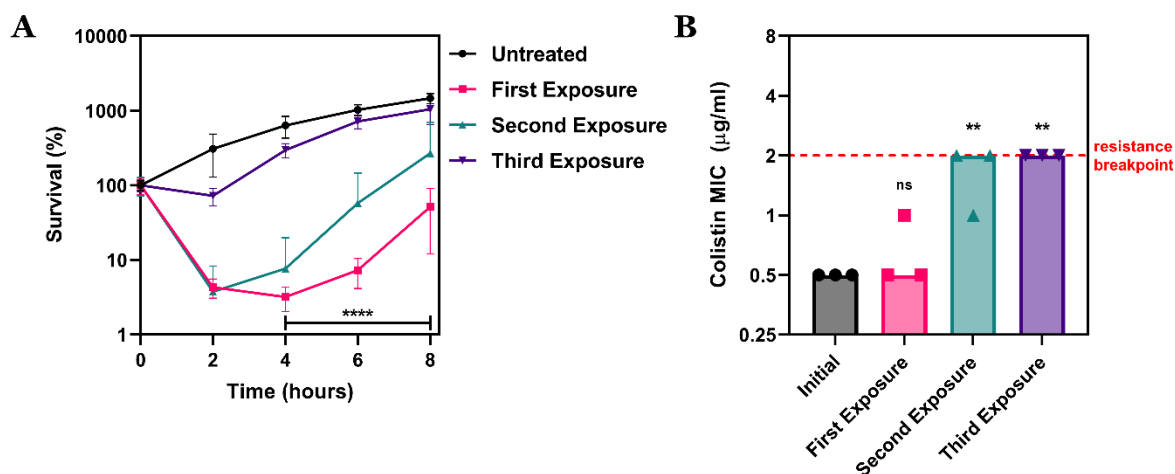 A
10000
1000
100
10
1
Survival (%)
0
2
4
6
8
Time (hours)
****
Untreated
First Exposure
Second Exposure
Third Exposure
B
8
4
2
1
0.5
0.25
Colistin MIC (µg/ml)
ns
**
**
resistance
breakpoint
Initial
First Exposure
Second Exposure
Third Exposure